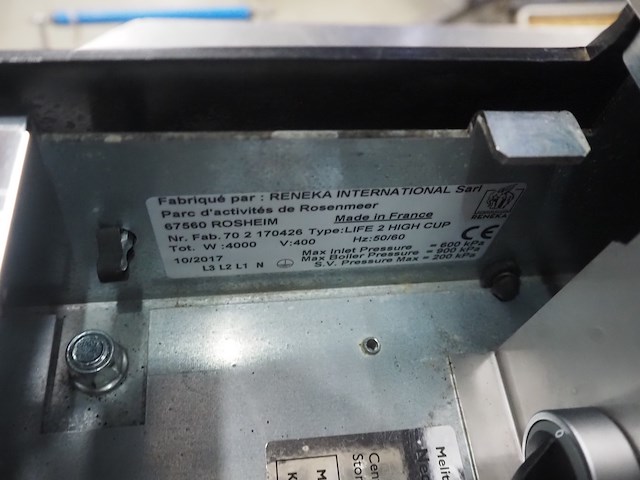 Fabriqué par : RENEKA INTERNATIONAL Sarl
Parc d'activités de Rosenmeer
67560 ROSHEIM Made in France
RENEKA
Nr. Fab. 70 2 170426 Type:LIFE 2 HIGH CUP
Tot. W :4000 V:400 Hz:50/60
CE
Max Inlet Pressure = 600 kPa
10/2017 Max Boiler Pressure = 900 kPa
L3 L2 L1 N S.V. Pressure Max = 200 kPa